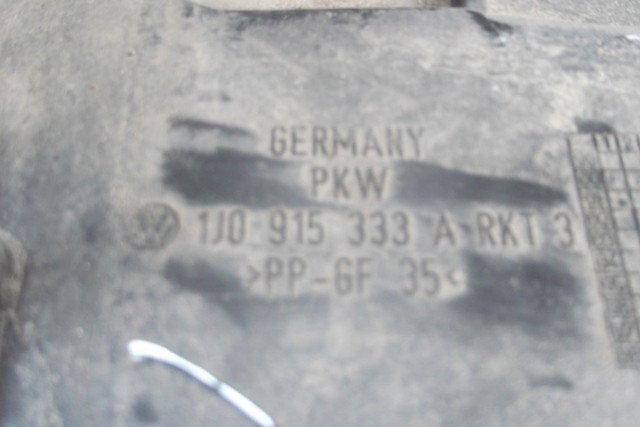 GERMANY
PKW
1J0 915 333 A RKT 3
>PP-GF 35<